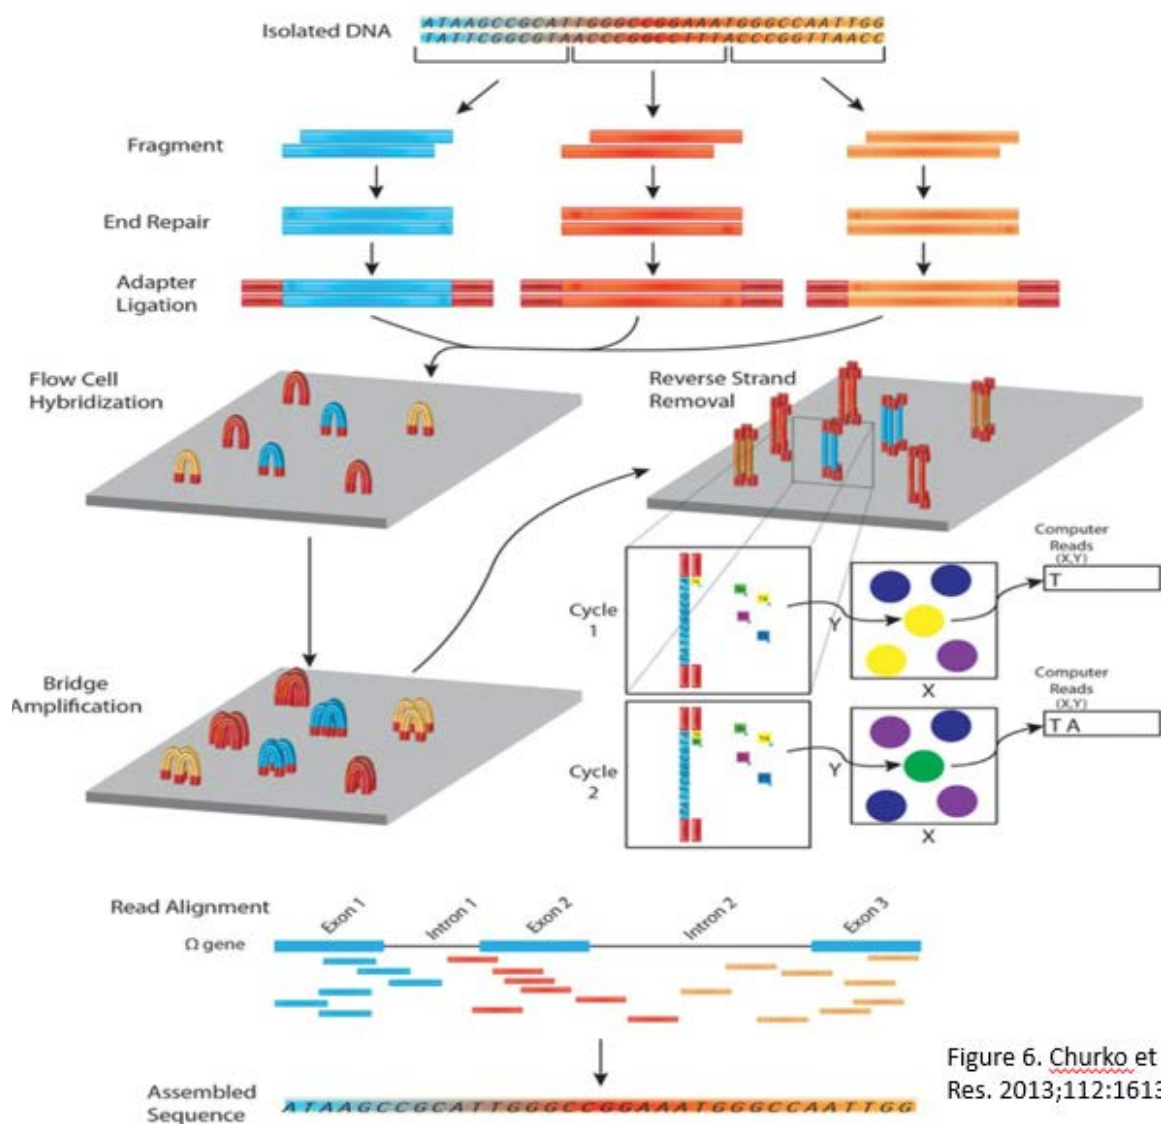 Isolated DNA
ATAAGCCGCATTGGGCCGGAAATGGGCCAATTGG
TATTCGGCGTAACCCGGCCTTTACCCGGTTAACC
Fragment
End Repair
Adapter
Ligation
Flow Cell
Hybridization
Reverse Strand
Removal
Bridge
Amplification
Cycle
1
Y
X
Computer
Reads
(X,Y)
T
Cycle
2
Y
X
Computer
Reads
(X,Y)
T A
Read Alignment
Exon 1
Intron 1
Exon 2
Intron 2
Exon 3
Ω gene
Assembled
Sequence
ATAAGCCGCATTGGGCCGGAAATGGGCCAATTGG
Figure 6. Churko et
Res. 2013;112:1613